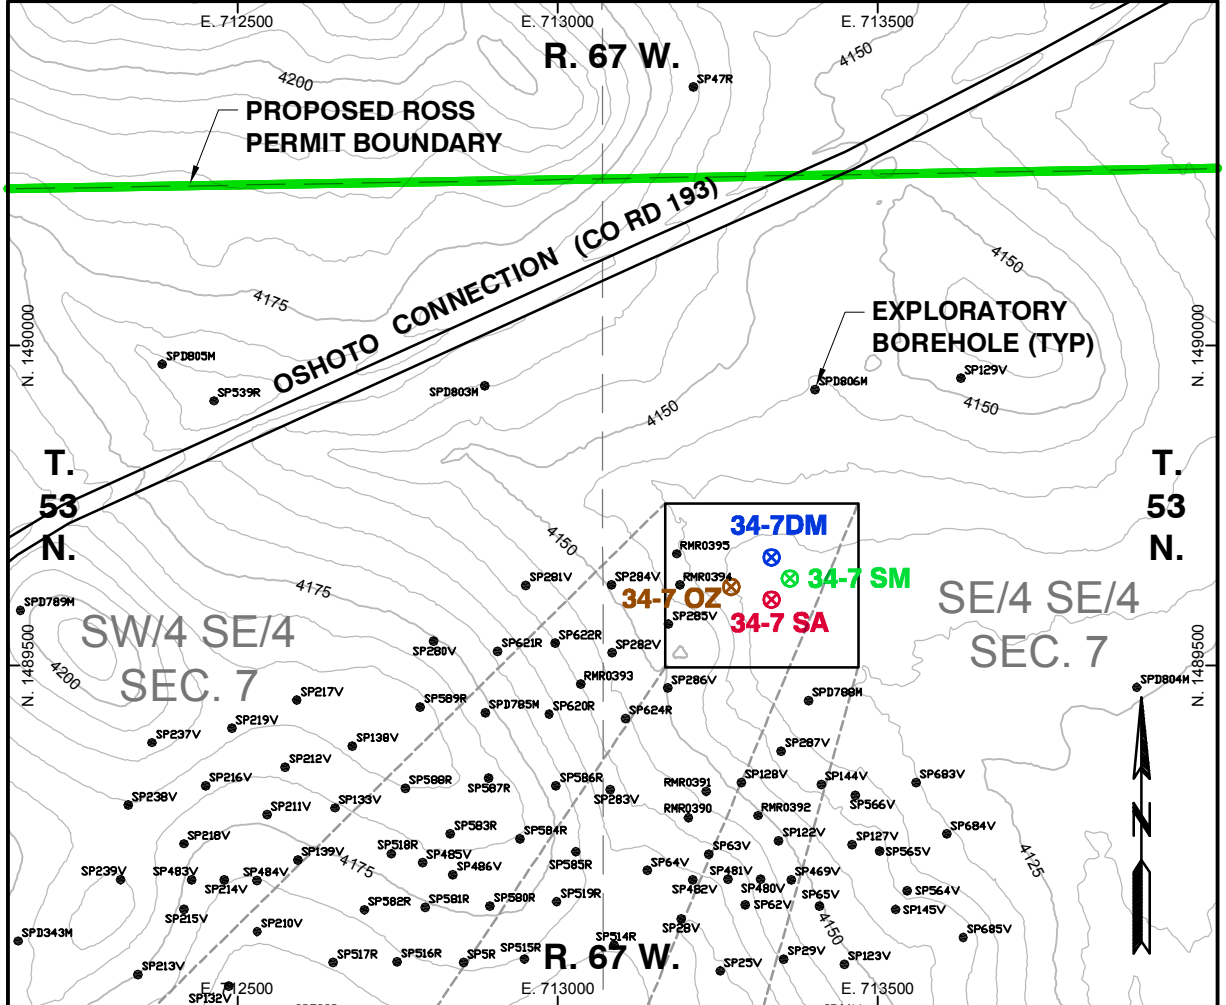 E. 712500
E. 713000
E. 713500
R. 67 W.
4150
4200
SP47R
PROPOSED ROSS
PERMIT BOUNDARY
OSHOTO CONNECTION (CO RD 193)
4150
4175
N. 1490000
N. 1490000
EXPLORATORY
BOREHOLE (TYP)
SPD805M
SP539R
SPD803M
SPD806M
SP129V
4150
4150
T.
53
N.
T.
53
N.
34-7DM
4150
RMR0395
4175
SP281V
SP284V
RMR0394
34-7 SM
34-7 OZ
SPD789M
SP285V
34-7 SA
SW/4 SE/4
SEC. 7
SE/4 SE/4
SEC. 7
SP280V
SP621R
SP622R
SP282V
N. 1489500
N. 1489500
4200
RMR0393
SP286V
SPD804M
SP217V
SP589R
SPD785M
SP620R
SP624R
SPD788M
SP219V
SP237V
SP138V
SP287V
SP212V
SP216V
SP588R
SP587R
SP586R
SP283V
RMR0391
SP128V
SP144V
SP683V
SP238V
SP211V
SP133V
RMR0390
RMR0392
SP566V
SP218V
SP518R
SP583R
SP584R
SP122V
SP127V
SP684V
SP139V
SP485V
SP585R
SP63V
SP565V
4175
4125
SP239V
SP483V
SP214V
SP484V
SP486V
SP64V
SP482V
SP481V
SP480V
SP469V
SP564V
SP215V
SP582R
SP581R
SP580R
SP519R
SP62V
SP65V
SP145V
SPD343M
SP210V
SP514R
SP28V
4150
SP685V
SP213V
SP517R
SP516R
SP5R
SP515R
R. 67 W.
SP25V
SP29V
SP123V
SP132V
E. 712500
E. 713000
E. 713500
N